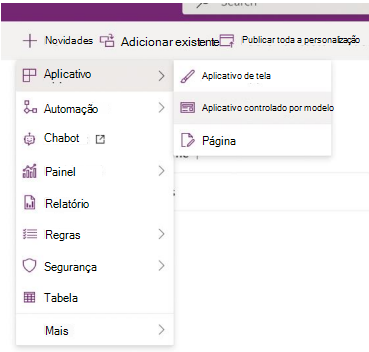 Search
Novidades
Adicionar existente
Publicar toda a personalização
Aplicativo
Aplicativo de tela
Automação
Aplicativo controlado por modelo
Chabot
Página
Painel
Relatório
Regras
Segurança
Tabela
Mais